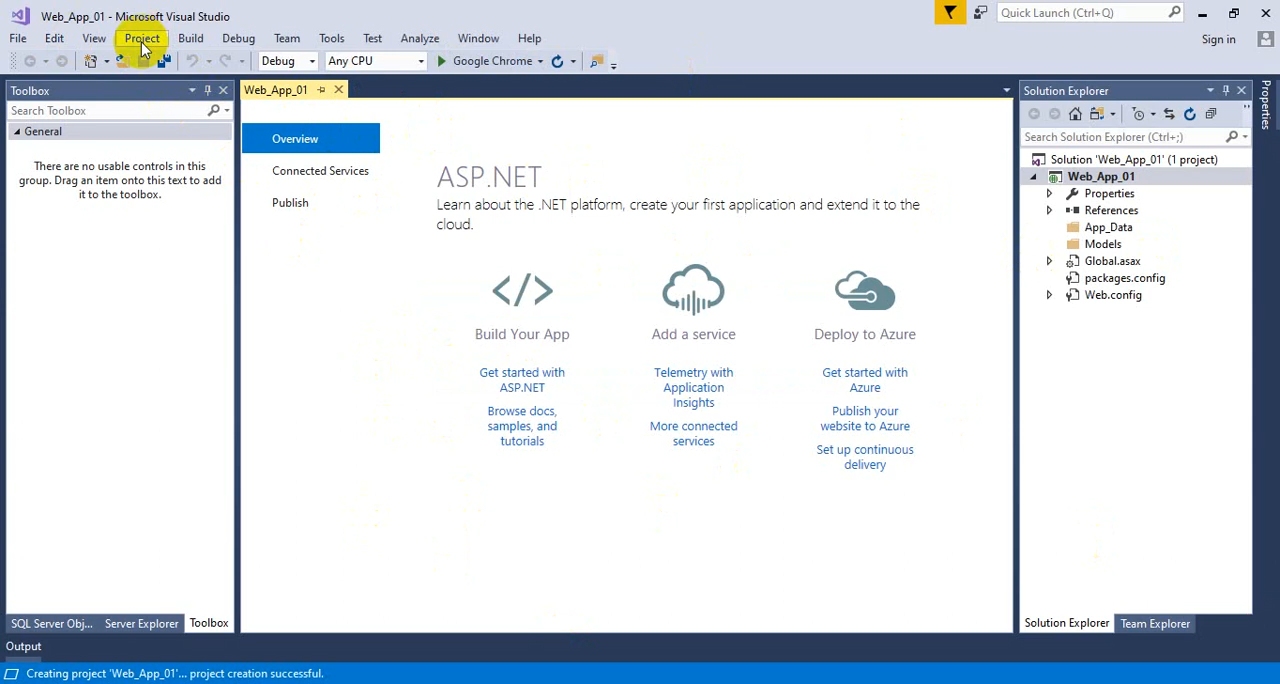 Web_App_01 - Microsoft Visual Studio
Quick Launch (Ctrl+Q)
File Edit View Project Build Debug Team Tools Test Analyze Window Help
Sign in
Debug Any CPU Google Chrome
Toolbox
Search Toolbox
General
There are no usable controls in this
group. Drag an item onto this text to add
it to the toolbox.
SQL Server Obj... Server Explorer Toolbox
Web_App_01
Overview
Connected Services
Publish
ASP.NET
Learn about the .NET platform, create your first application and extend it to the
cloud.
Build Your App
Get started with
ASP.NET
Browse docs,
samples, and
tutorials
Add a service
Telemetry with
Application
Insights
More connected
services
Deploy to Azure
Get started with
Azure
Publish your
website to Azure
Set up continuous
delivery
Solution Explorer
Search Solution Explorer (Ctrl+;)
Solution 'Web_App_01' (1 project)
Web_App_01
Properties
References
App_Data
Models
Global.asax
packages.config
Web.config
Solution Explorer Team Explorer
Properties
Output
Creating project 'Web_App_01'... project creation successful.